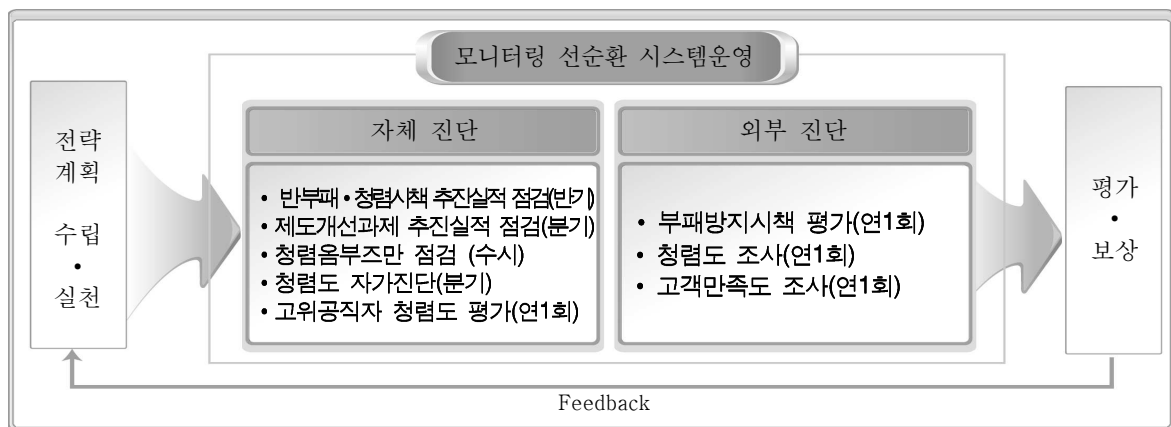 모니터링 선순환 시스템운영
전략
계획
수립
•
실천
자체 진단
• 반부패•청렴시책 추진실적 점검(반기)
• 제도개선과제 추진실적 점검(분기)
• 청렴옴부즈만 점검 (수시)
• 청렴도 자가진단(분기)
• 고위공직자 청렴도 평가(연1회)
외부 진단
• 부패방지시책 평가(연1회)
• 청렴도 조사(연1회)
• 고객만족도 조사(연1회)
평가
•
보상
Feedback